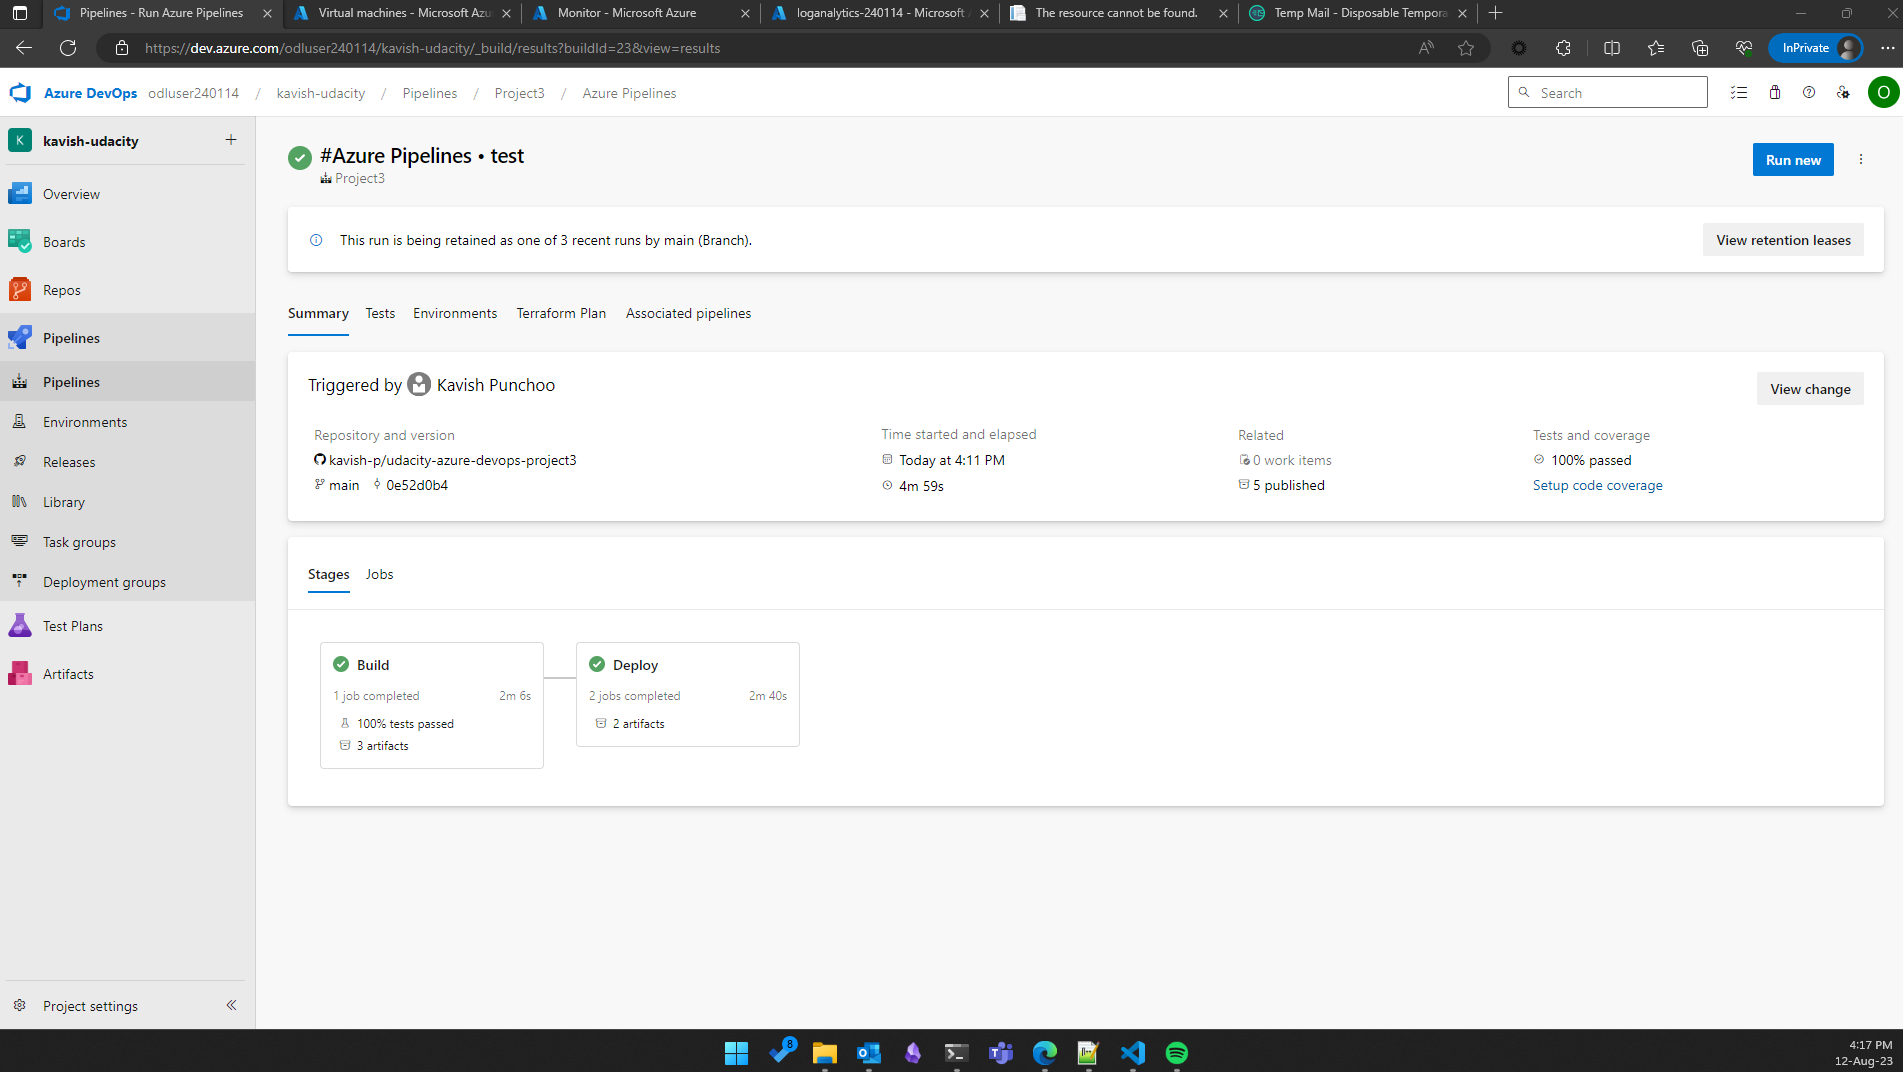 Pipelines - Run Azure Pipelines
Virtual machines - Microsoft Azu
Monitor - Microsoft Azure
loganalytics-240114 - Microsoft A
The resource cannot be found.
Temp Mail - Disposable Tempora
https://dev.azure.com/odluser240114/kavish-udacity/_build/results?buildId=23&view=results
InPrivate
Azure DevOps odluser240114 / kavish-udacity / Pipelines / Project3 / Azure Pipelines
Search
O
K kavish-udacity
Overview
Boards
Repos
Pipelines
Pipelines
Environments
Releases
Library
Task groups
Deployment groups
Test Plans
Artifacts
Project settings
#Azure Pipelines • test
Project3
Run new
This run is being retained as one of 3 recent runs by main (Branch).
View retention leases
Summary Tests Environments Terraform Plan Associated pipelines
Triggered by Kavish Punchoo
View change
Repository and version
kavish-p/udacity-azure-devops-project3
main 0e52d0b4
Time started and elapsed
Today at 4:11 PM
4m 59s
Related
0 work items
5 published
Tests and coverage
100% passed
Setup code coverage
Stages Jobs
Build
1 job completed 2m 6s
100% tests passed
3 artifacts
Deploy
2 jobs completed 2m 40s
2 artifacts
8
4:17 PM
12-Aug-23